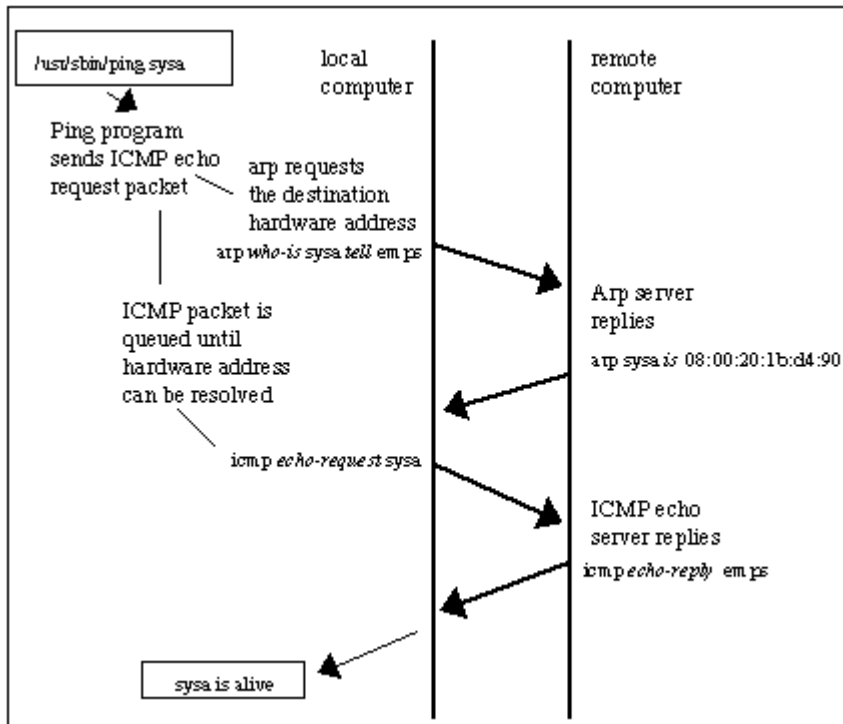 /usr/sbin/ping sysa
local
computer
remote
computer
Ping program
sends ICMP echo
request packet
arp requests
the destination
hardware address
arp who-is sysa tell emps
Arp server
replies
arp sysa is 08:00:20:1b:d4:90
ICMP packet is
queued until
hardware address
can be resolved
icmp echo-request sysa
ICMP echo
server replies
icmp echo-reply emps
sysa is alive